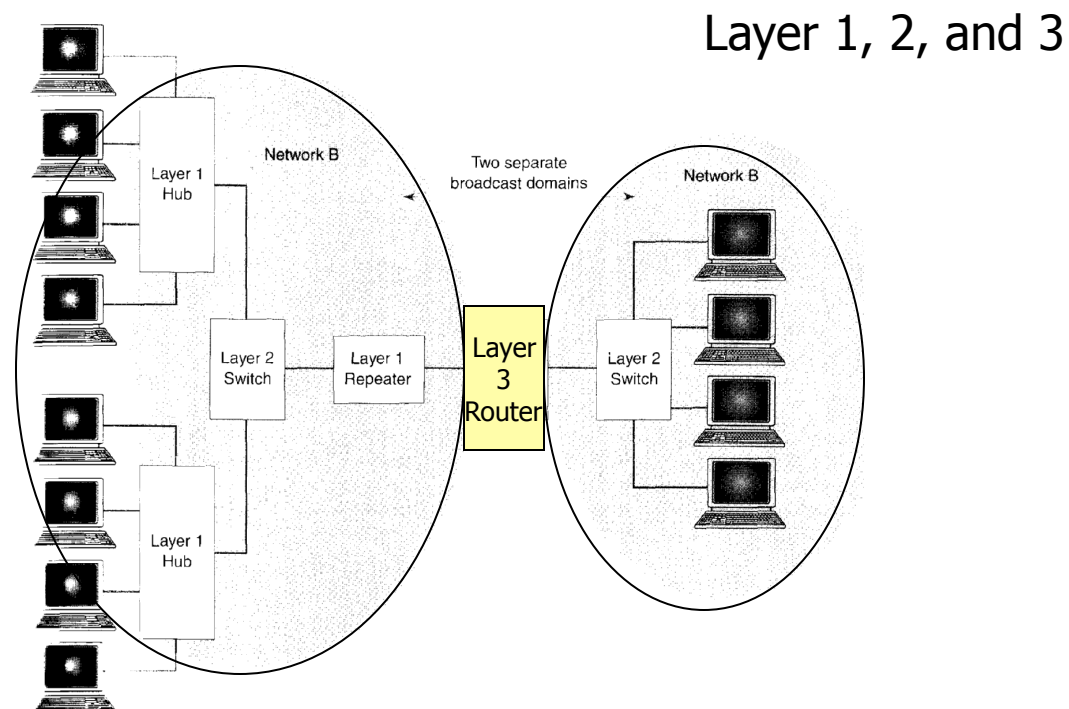 Layer 1, 2, and 3
Network B
Two separate
broadcast domains
Network B
Layer 1
Hub
Layer 2
Switch
Layer 1
Repeater
Layer
3
Router
Layer 2
Switch
Layer 1
Hub